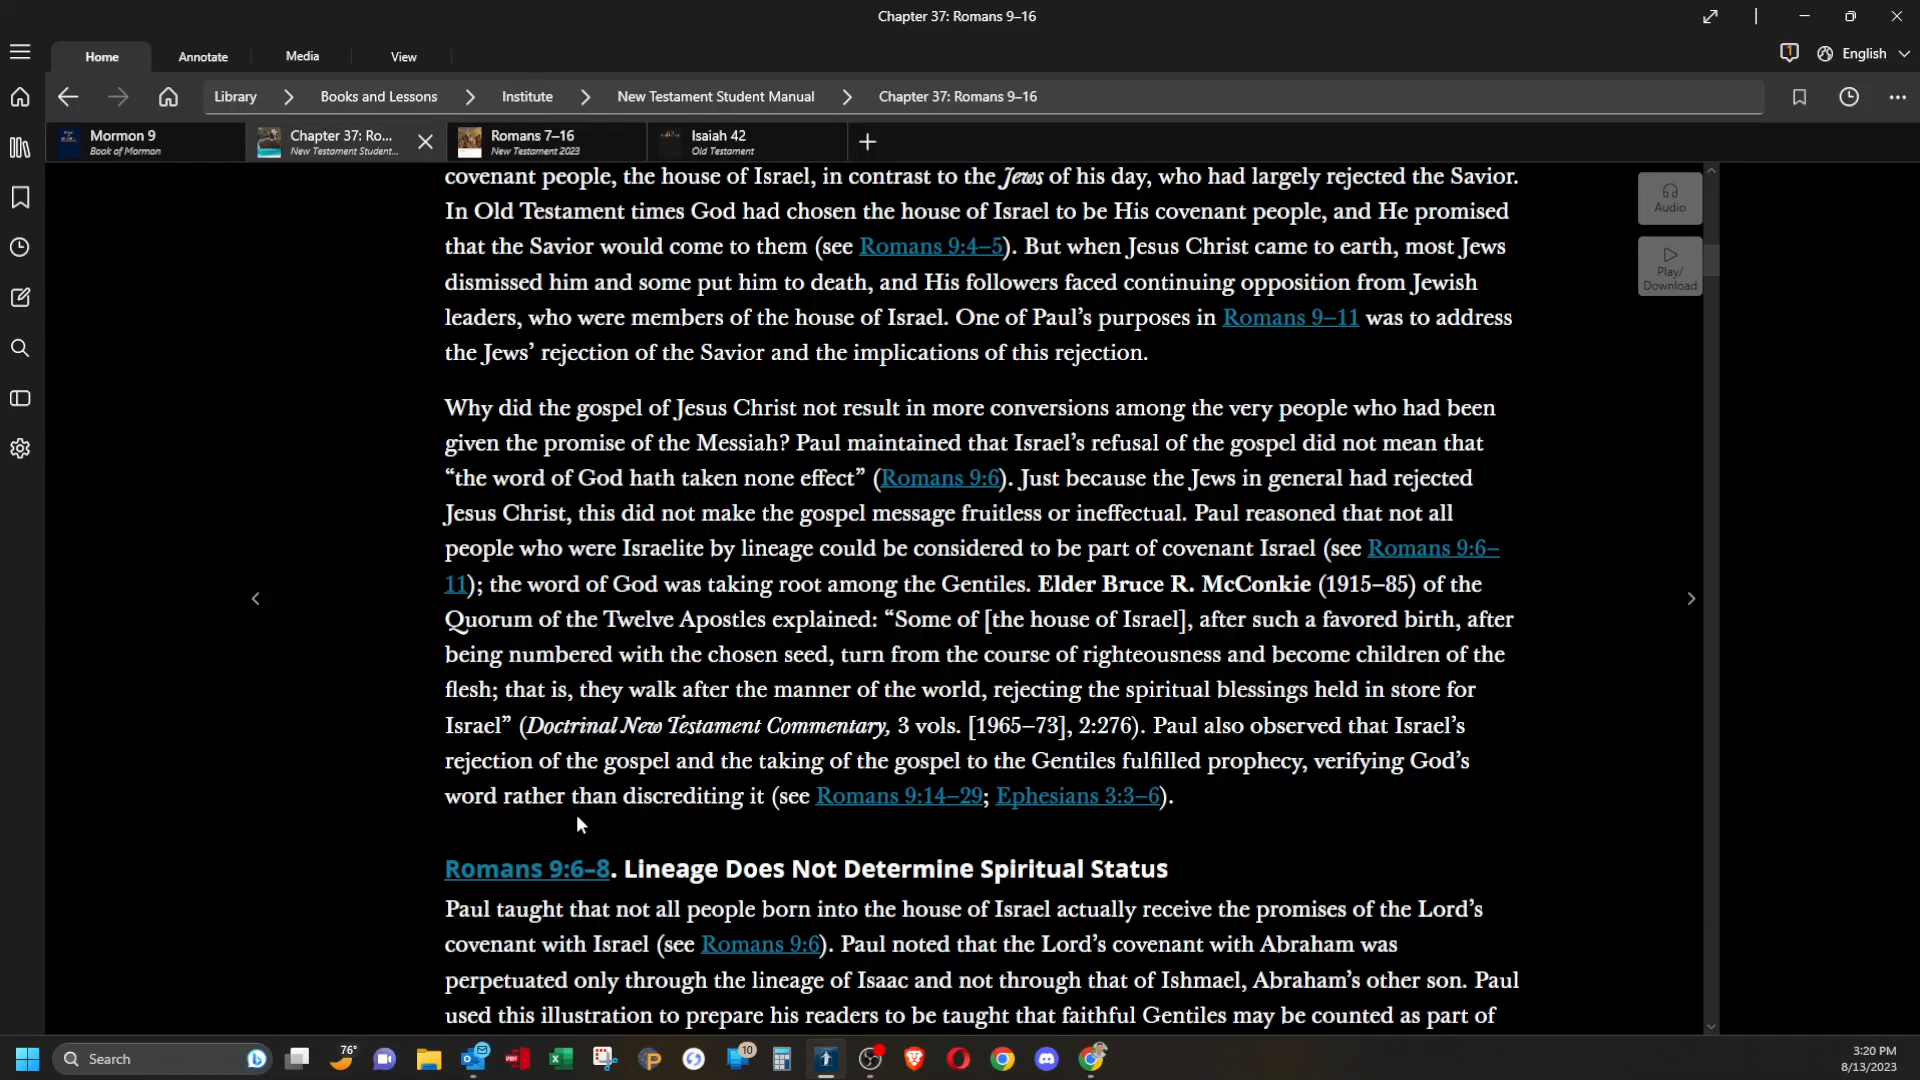 Chapter 37: Romans 9–16
Home
Annotate
Media
View
1
English
Library
Books and Lessons
Institute
New Testament Student Manual
Chapter 37: Romans 9–16
Mormon 9
Book of Mormon
Chapter 37: Ro...
New Testament Student...
Romans 7–16
New Testament 2023
Isaiah 42
Old Testament
Audio
Play/
Download
covenant people, the house of Israel, in contrast to the Jews of his day, who had largely rejected the Savior.
In Old Testament times God had chosen the house of Israel to be His covenant people, and He promised
that the Savior would come to them (see Romans 9:4–5). But when Jesus Christ came to earth, most Jews
dismissed him and some put him to death, and His followers faced continuing opposition from Jewish
leaders, who were members of the house of Israel. One of Paul’s purposes in Romans 9–11 was to address
the Jews’ rejection of the Savior and the implications of this rejection.
Why did the gospel of Jesus Christ not result in more conversions among the very people who had been
given the promise of the Messiah? Paul maintained that Israel’s refusal of the gospel did not mean that
“the word of God hath taken none effect” (Romans 9:6). Just because the Jews in general had rejected
Jesus Christ, this did not make the gospel message fruitless or ineffectual. Paul reasoned that not all
people who were Israelite by lineage could be considered to be part of covenant Israel (see Romans 9:6–
11); the word of God was taking root among the Gentiles. Elder Bruce R. McConkie (1915–85) of the
Quorum of the Twelve Apostles explained: “Some of [the house of Israel], after such a favored birth, after
being numbered with the chosen seed, turn from the course of righteousness and become children of the
flesh; that is, they walk after the manner of the world, rejecting the spiritual blessings held in store for
Israel” (Doctrinal New Testament Commentary, 3 vols. [1965–73], 2:276). Paul also observed that Israel’s
rejection of the gospel and the taking of the gospel to the Gentiles fulfilled prophecy, verifying God’s
word rather than discrediting it (see Romans 9:14–29; Ephesians 3:3–6).
Romans 9:6–8. Lineage Does Not Determine Spiritual Status
Paul taught that not all people born into the house of Israel actually receive the promises of the Lord’s
covenant with Israel (see Romans 9:6). Paul noted that the Lord’s covenant with Abraham was
perpetuated only through the lineage of Isaac and not through that of Ishmael, Abraham’s other son. Paul
used this illustration to prepare his readers to be taught that faithful Gentiles may be counted as part of
Search
76°
PDF
10
3:20 PM
8/13/2023